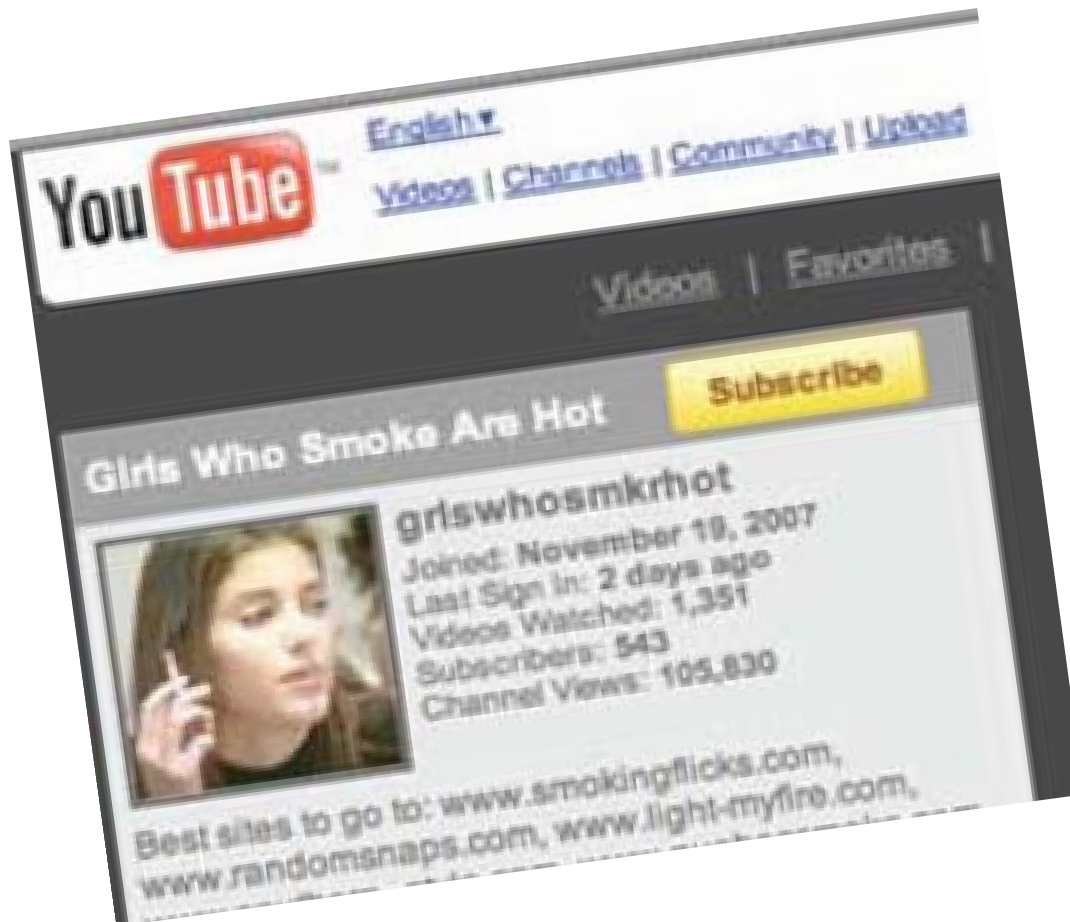 YouTube™
English▼
Videos | Channels | Community | Upload
Videos | Favorites |
Girls Who Smoke Are Hot
Subscribe
grlswhosmkrhot
Joined: November 19, 2007
Last Sign In: 2 days ago
Videos Watched: 1,351
Subscribers: 543
Channel Views: 105,830
Best sites to go to: www.smokingflicks.com,
www.randomsnaps.com, www.light-myfire.com,